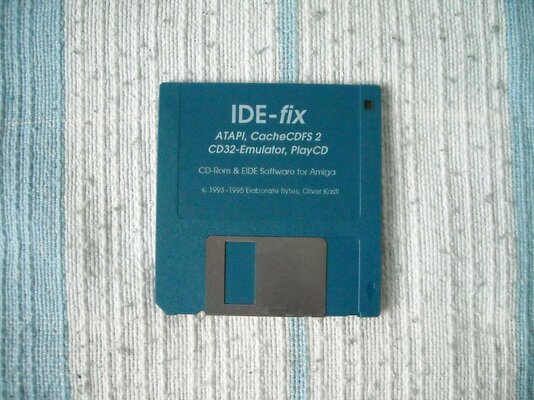 IDE-fix
ATAPI, CacheCDFS 2
CD32-Emulator, PlayCD
CD-Rom & EIDE Software for Amiga
© 1993-1995 Elaborate Bytes, Oliver Kastl